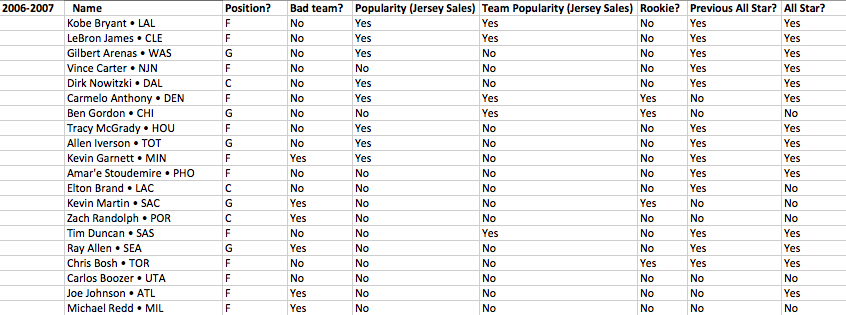 2006-2007 Name Position? Bad team? Popularity (Jersey Sales) Team Popularity (Jersey Sales) Rookie? Previous All Star? All Star?
Kobe Bryant • LAL F No Yes Yes No Yes Yes
LeBron James • CLE F No Yes Yes No Yes Yes
Gilbert Arenas • WAS G No Yes No No Yes Yes
Vince Carter • NJN F No No No No Yes Yes
Dirk Nowitzki • DAL C No Yes No No Yes Yes
Carmelo Anthony • DEN F No Yes Yes Yes No Yes
Ben Gordon • CHI G No No Yes Yes No No
Tracy McGrady • HOU F No Yes No No Yes Yes
Allen Iverson • TOT G No Yes No No Yes Yes
Kevin Garnett • MIN F Yes Yes No No Yes Yes
Amar'e Stoudemire • PHO F No No No No Yes Yes
Elton Brand • LAC C No No No No Yes No
Kevin Martin • SAC G Yes No No Yes No No
Zach Randolph • POR C Yes No No No No No
Tim Duncan • SAS F No No Yes No Yes Yes
Ray Allen • SEA G Yes No No No Yes Yes
Chris Bosh • TOR F No No No Yes Yes Yes
Carlos Boozer • UTA F No No No No No No
Joe Johnson • ATL F Yes No No No No Yes
Michael Redd • MIL F Yes No No No No No